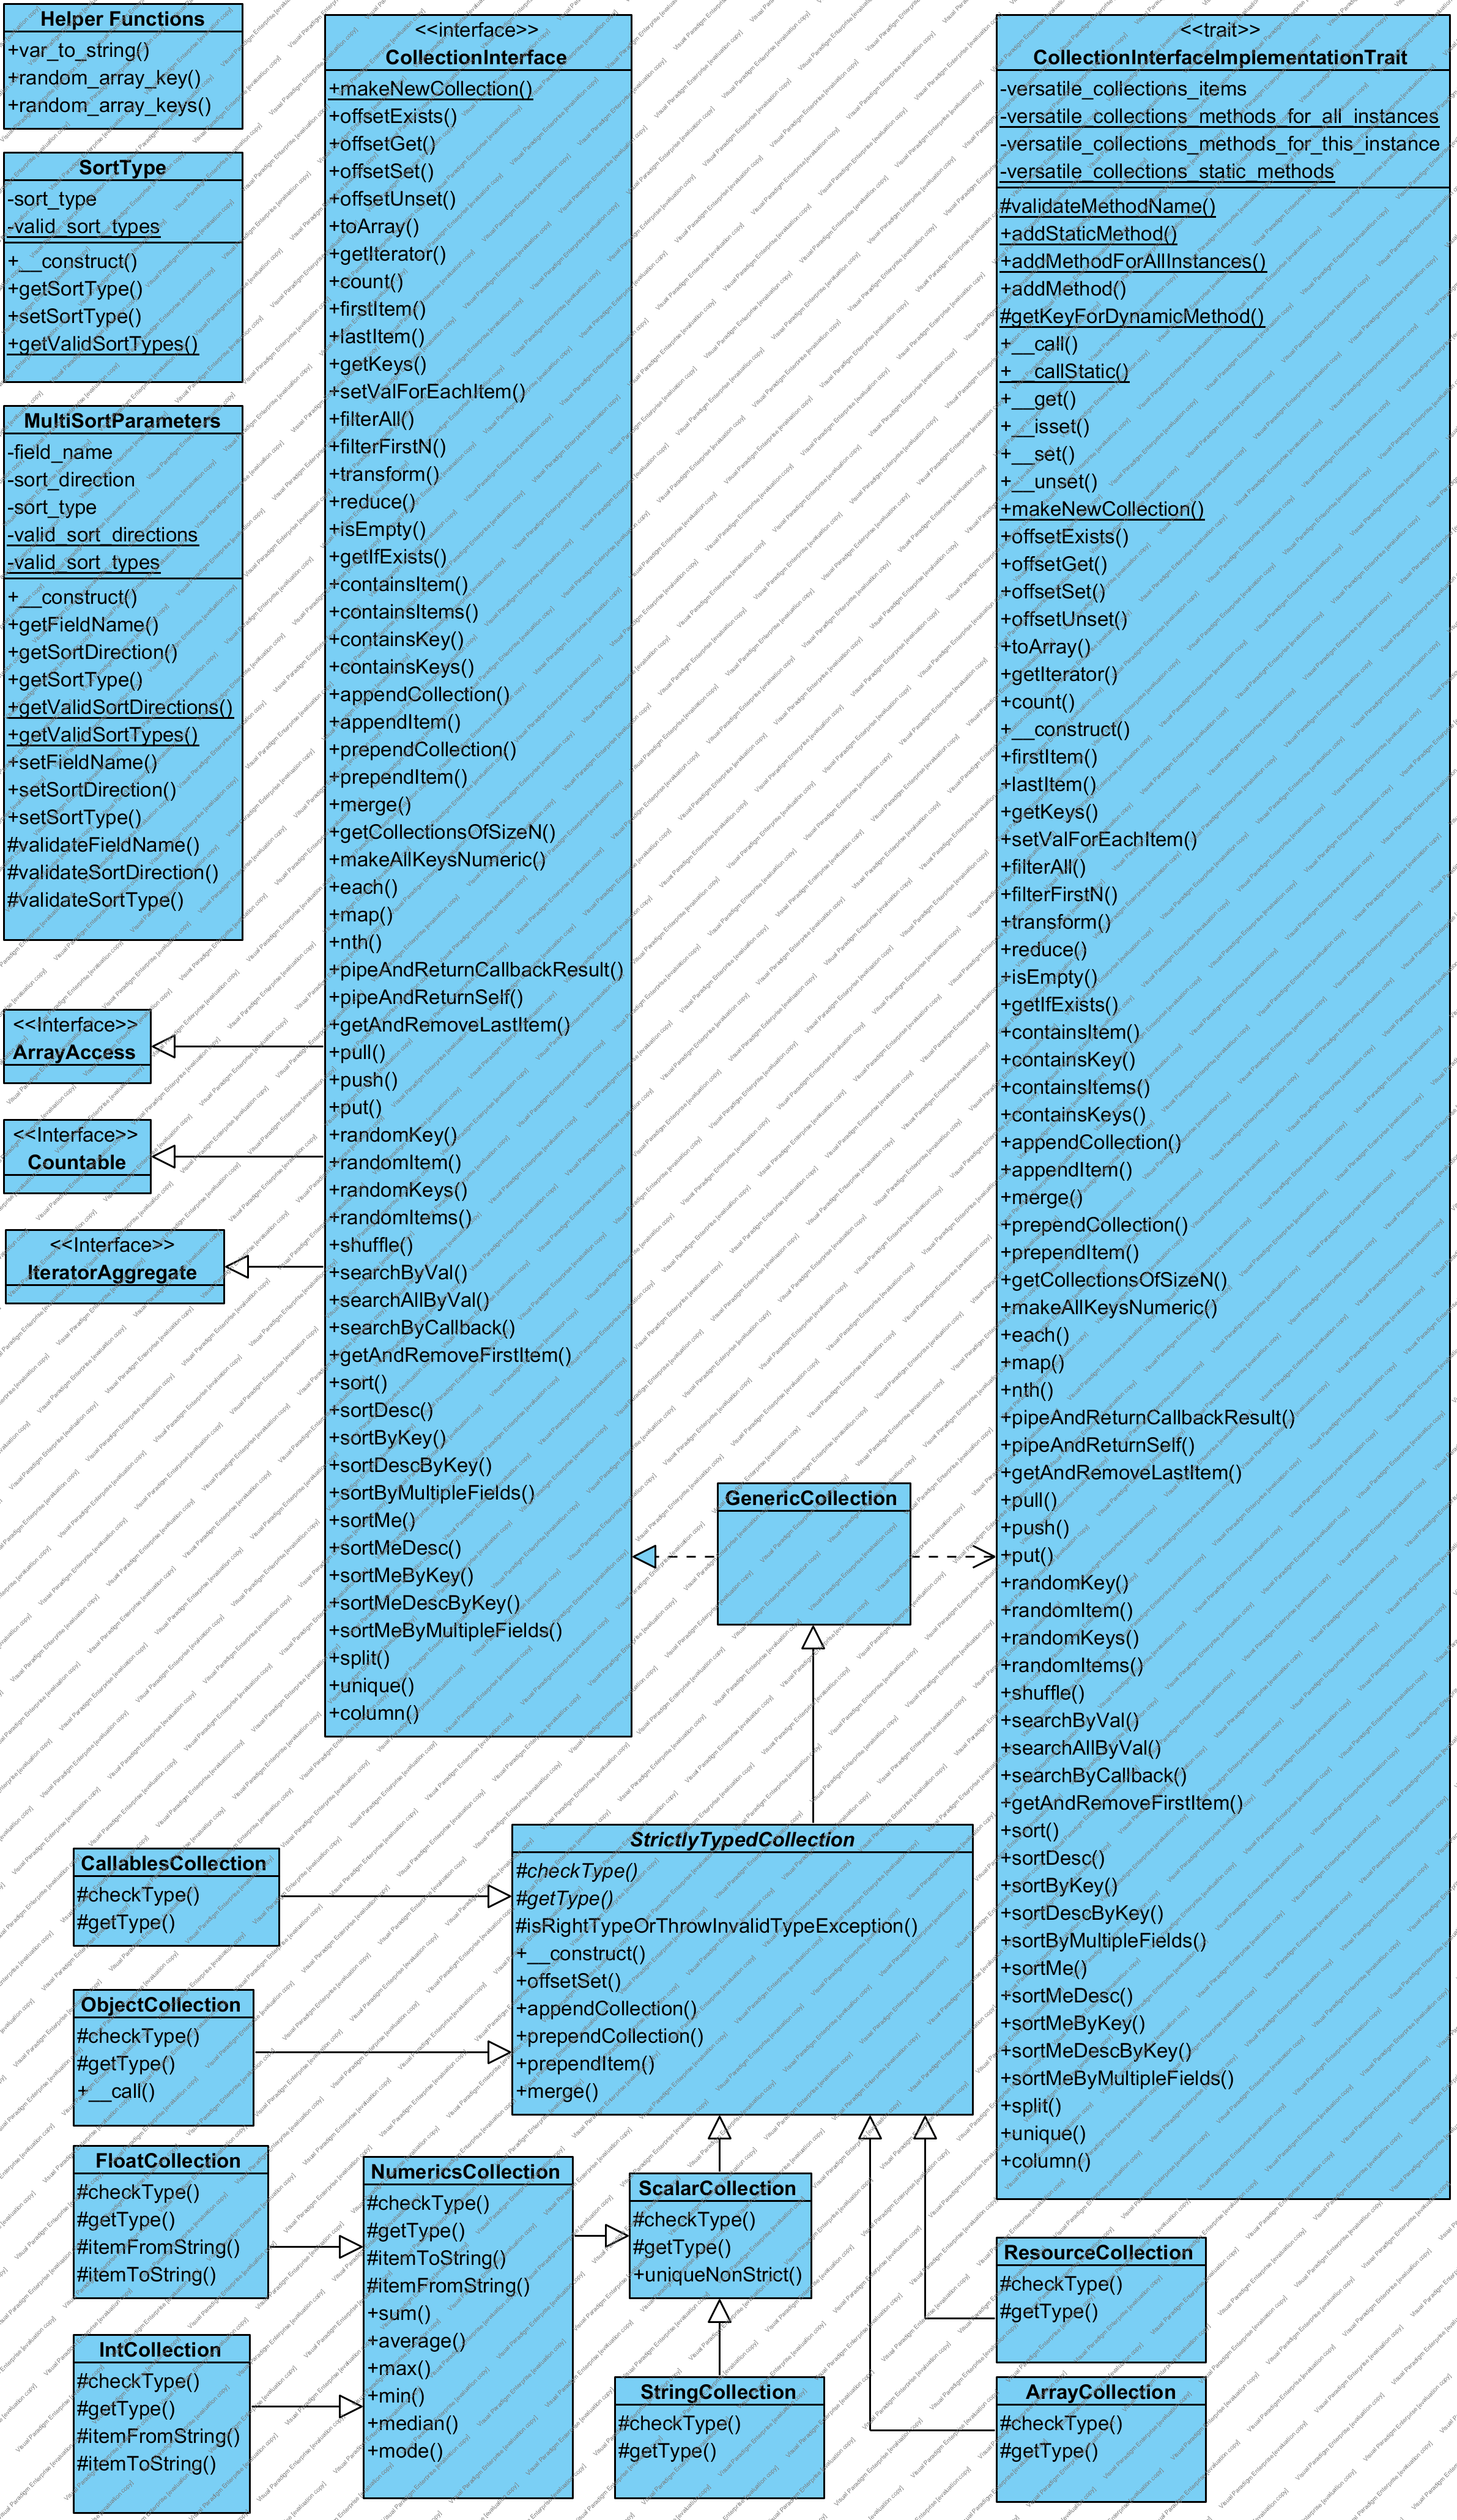 Helper Functions
+var_to_string()
+random_array_key()
+random_array_keys()
SortType
-sort_type
-valid_sort_types
+__construct()
+getSortType()
+setSortType()
+getValidSortTypes()
MultiSortParameters
-field_name
-sort_direction
-sort_type
-valid_sort_directions
-valid_sort_types
+__construct()
+getFieldName()
+getSortDirection()
+getSortType()
+getValidSortDirections()
+getValidSortTypes()
+setFieldName()
+setSortDirection()
+setSortType()
#validateFieldName()
#validateSortDirection()
#validateSortType()
<<Interface>>
ArrayAccess
<<Interface>>
Countable
<<Interface>>
IteratorAggregate
<<interface>>
CollectionInterface
+makeNewCollection()
+offsetExists()
+offsetGet()
+offsetSet()
+offsetUnset()
+toArray()
+getIterator()
+count()
+firstItem()
+lastItem()
+getKeys()
+setValForEachItem()
+filterAll()
+filterFirstN()
+transform()
+reduce()
+isEmpty()
+getIfExists()
+containsItem()
+containsItems()
+containsKey()
+containsKeys()
+appendCollection()
+appendItem()
+prependCollection()
+prependItem()
+merge()
+getCollectionsOfSizeN()
+makeAllKeysNumeric()
+each()
+map()
+nth()
+pipeAndReturnCallbackResult()
+pipeAndReturnSelf()
+getAndRemoveLastItem()
+pull()
+push()
+put()
+randomKey()
+randomItem()
+randomKeys()
+randomItems()
+shuffle()
+searchByVal()
+searchAllByVal()
+searchByCallback()
+getAndRemoveFirstItem()
+sort()
+sortDesc()
+sortByKey()
+sortDescByKey()
+sortByMultipleFields()
+sortMe()
+sortMeDesc()
+sortMeByKey()
+sortMeDescByKey()
+sortMeByMultipleFields()
+split()
+unique()
+column()
<<trait>>
CollectionInterfaceImplementationTrait
-versatile_collections_items
-versatile_collections_methods_for_all_instances
-versatile_collections_methods_for_this_instance
-versatile_collections_static_methods
#validateMethodName()
+addStaticMethod()
+addMethodForAllInstances()
+addMethod()
#getKeyForDynamicMethod()
+__call()
+__callStatic()
+__get()
+__isset()
+__set()
+__unset()
+makeNewCollection()
+offsetExists()
+offsetGet()
+offsetSet()
+offsetUnset()
+toArray()
+getIterator()
+count()
+__construct()
+firstItem()
+lastItem()
+getKeys()
+setValForEachItem()
+filterAll()
+filterFirstN()
+transform()
+reduce()
+isEmpty()
+getIfExists()
+containsItem()
+containsKey()
+containsItems()
+containsKeys()
+appendCollection()
+appendItem()
+merge()
+prependCollection()
+prependItem()
+getCollectionsOfSizeN()
+makeAllKeysNumeric()
+each()
+map()
+nth()
+pipeAndReturnCallbackResult()
+pipeAndReturnSelf()
+getAndRemoveLastItem()
+pull()
+push()
+put()
+randomKey()
+randomItem()
+randomKeys()
+randomItems()
+shuffle()
+searchByVal()
+searchAllByVal()
+searchByCallback()
+getAndRemoveFirstItem()
+sort()
+sortDesc()
+sortByKey()
+sortDescByKey()
+sortByMultipleFields()
+sortMe()
+sortMeDesc()
+sortMeByKey()
+sortMeDescByKey()
+sortMeByMultipleFields()
+split()
+unique()
+column()
GenericCollection
StrictlyTypedCollection
#checkType()
#getType()
#isRightTypeOrThrowInvalidTypeException()
+__construct()
+offsetSet()
+appendCollection()
+prependCollection()
+prependItem()
+merge()
CallablesCollection
#checkType()
#getType()
ObjectCollection
#checkType()
#getType()
+__call()
FloatCollection
#checkType()
#getType()
#itemFromString()
#itemToString()
IntCollection
#checkType()
#getType()
#itemFromString()
#itemToString()
NumericsCollection
#checkType()
#getType()
#itemToString()
#itemFromString()
+sum()
+average()
+max()
+min()
+median()
+mode()
ScalarCollection
#checkType()
#getType()
+uniqueNonStrict()
StringCollection
#checkType()
#getType()
ResourceCollection
#checkType()
#getType()
ArrayCollection
#checkType()
#getType()
Visual Paradigm Enterprise [evaluation copy]